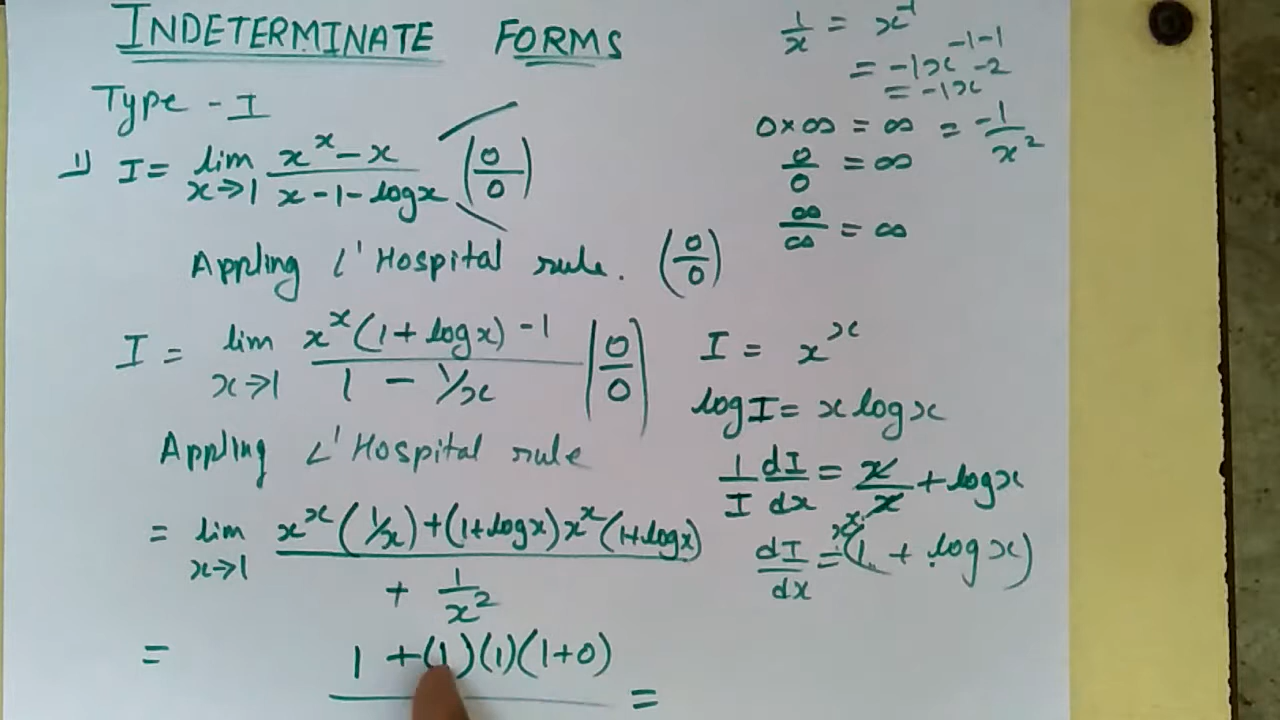 INDETERMINATE FORMS
Type - I
1) I = lim x→1 (x^x - x)/(x - 1 - log x) (0/0)
Appling L' Hospital rule. (0/0)
I = lim x→1 (x^x (1 + log x) - 1)/(1 - 1/x) |0/0|
Appling L' Hospital rule
= lim x→1 (x^x (1/x) + (1 + log x) x^x (1 + log x))/(+ 1/x^2)
= 1 + (1)(1)(1+0) =
1/x = x^-1
= -1x^-1-1
= -1x^-2
0 × ∞ = ∞ = -1/x^2
0/0 = ∞
∞/∞ = ∞
I = x^x
log I = x log x
1/I dI/dx = x/x + log x
dI/dx = x^x (1 + log x)